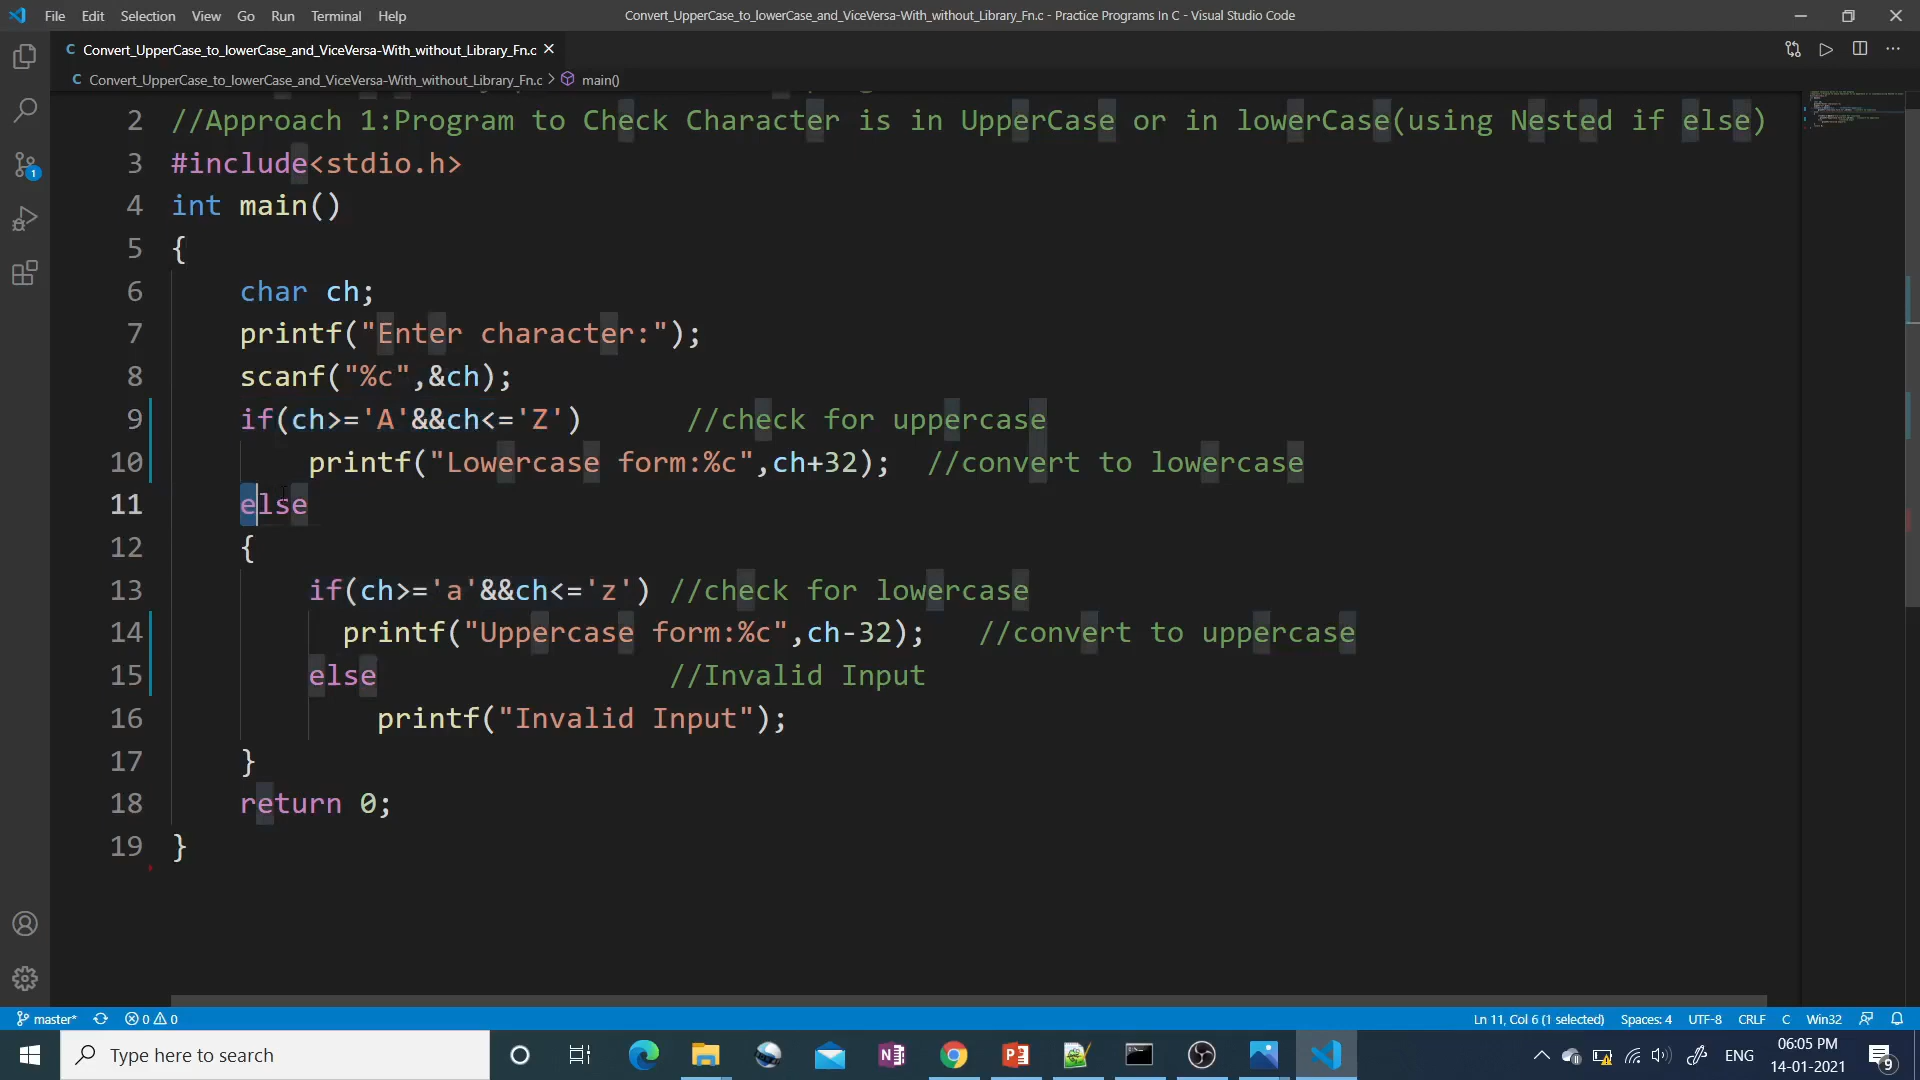 File Edit Selection View Go Run Terminal Help Convert_UpperCase_to_lowerCase_and_ViceVersa-With_without_Library_Fn.c - Practice Programs In C - Visual Studio Code
C Convert_UpperCase_to_lowerCase_and_ViceVersa-With_without_Library_Fn.c
C Convert_UpperCase_to_lowerCase_and_ViceVersa-With_without_Library_Fn.c > main()
2 //Approach 1:Program to Check Character is in UpperCase or in lowerCase(using Nested if else)
3 #include<stdio.h>
4 int main()
5 {
6 char ch;
7 printf("Enter character:");
8 scanf("%c",&ch);
9 if(ch>='A'&&ch<='Z') //check for uppercase
10 printf("Lowercase form:%c",ch+32); //convert to lowercase
11 else
12 {
13 if(ch>='a'&&ch<='z') //check for lowercase
14 printf("Uppercase form:%c",ch-32); //convert to uppercase
15 else //Invalid Input
16 printf("Invalid Input");
17 }
18 return 0;
19 }
1
master* 0 0 Ln 11, Col 6 (1 selected) Spaces: 4 UTF-8 CRLF C Win32
Type here to search
ENG
06:05 PM
14-01-2021
9